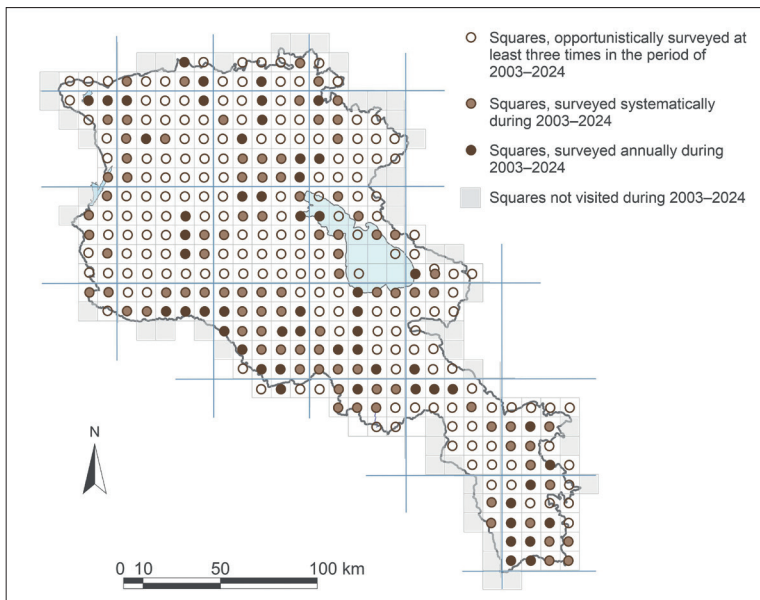 Squares, opportunistically surveyed at
least three times in the period of
2003–2024
Squares, surveyed systematically
during 2003–2024
Squares, surveyed annually during
2003–2024
Squares not visited during 2003–2024
N
0 10 50 100 km